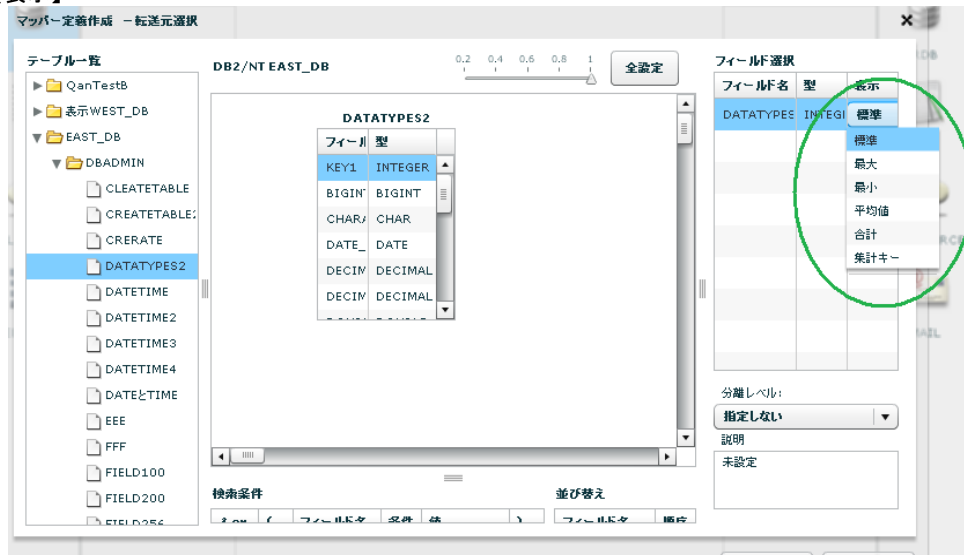 マッパー定義作成 －転送元選択
テーブル一覧
QanTestB
表示WEST_DB
EAST_DB
DBADMIN
CLEATETABLE
CREATETABLE2
CRERATE
DATATYPES2
DATETIME
DATETIME2
DATETIME3
DATETIME4
DATEとTIME
EEE
FFF
FIELD100
FIELD200
FIELD256
DB2/NT EAST_DB
0.2 0.4 0.6 0.8 1
全設定
DATATYPES2
フィール 型
KEY1 INTEGER
BIGIN BIGINT
CHARA CHAR
DATE_ DATE
DECIM DECIMAL
DECIM DECIMAL
検索条件
( フィールド名 条件 値 )
並び替え
フィールド名 順序
フィールド選択
フィールド名 型 表示
DATATYPES INTEGI 標準
標準
最大
最小
平均値
合計
集計キー
分離レベル:
指定しない
説明
未設定